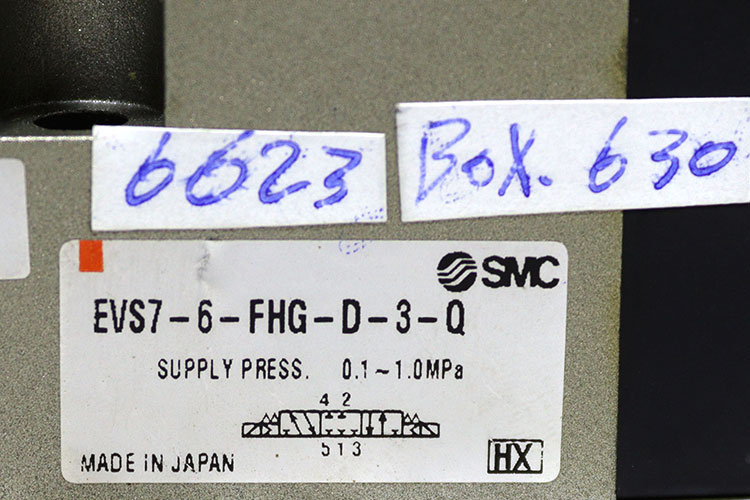 6623
Box. 630
SMC
EVS7-6-FHG-D-3-Q
SUPPLY PRESS. 0.1~1.0MPa
4 2
5 1 3
MADE IN JAPAN
HX